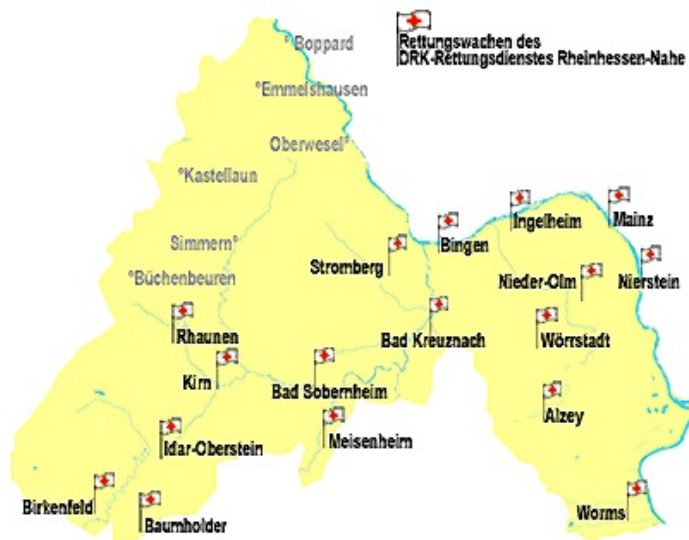 ° Boppard
Rettungswachen des
DRK-Rettungsdienstes Rheinhessen-Nahe
°Emmelshausen
Oberwesel°
°Kastellaun
Ingelheim
Mainz
Bingen
Simmern°
Stromberg
°Büchenbeuren
Nieder-Olm
Nierstein
Rhaunen
Bad Kreuznach
Wörrstadt
Kirn
Bad Sobernheim
Alzey
Idar-Oberstein
Meisenheim
Birkenfeld
Baumholder
Worms